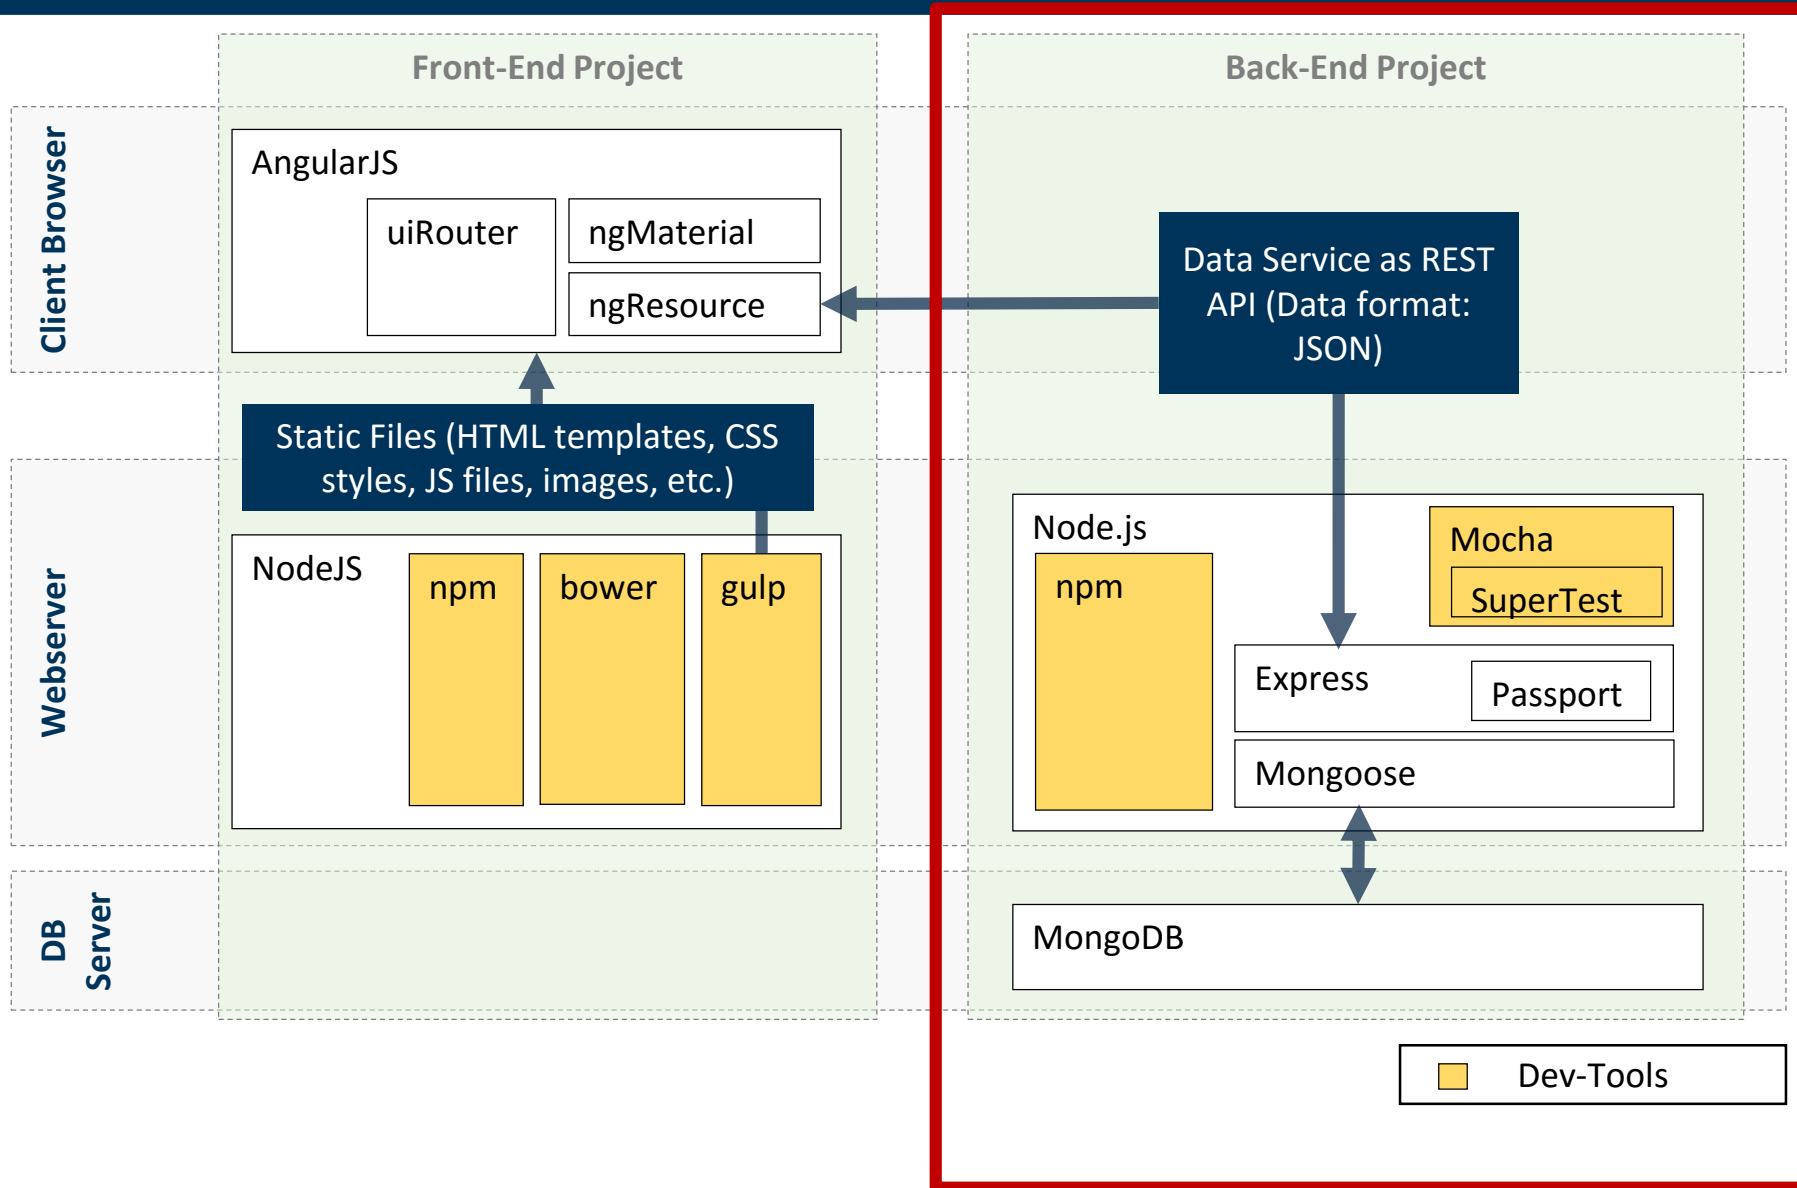 Front-End Project
Back-End Project
Client Browser
AngularJS
uiRouter
ngMaterial
ngResource
Data Service as REST
API (Data format:
JSON)
Static Files (HTML templates, CSS
styles, JS files, images, etc.)
Webserver
NodeJS
npm
bower
gulp
Node.js
npm
Mocha
SuperTest
Express
Passport
Mongoose
DB
Server
MongoDB
Dev-Tools